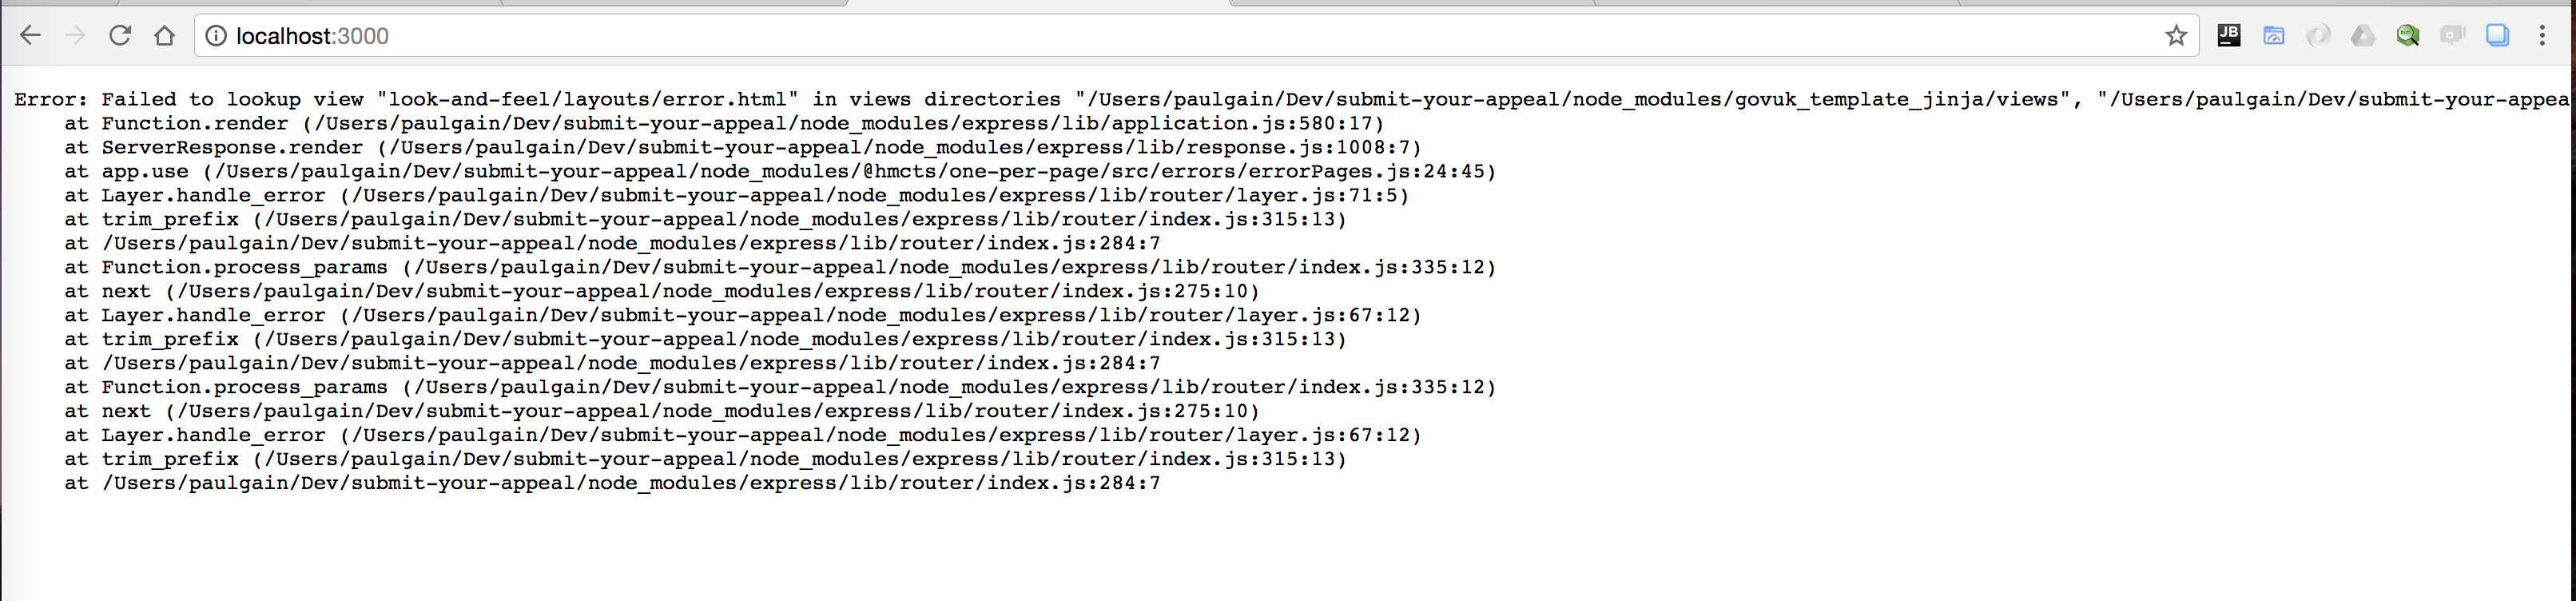 localhost:3000
JB
Error: Failed to lookup view "look-and-feel/layouts/error.html" in views directories "/Users/paulgain/Dev/submit-your-appeal/node_modules/govuk_template_jinja/views", "/Users/paulgain/Dev/submit-your-appea
at Function.render (/Users/paulgain/Dev/submit-your-appeal/node_modules/express/lib/application.js:580:17)
at ServerResponse.render (/Users/paulgain/Dev/submit-your-appeal/node_modules/express/lib/response.js:1008:7)
at app.use (/Users/paulgain/Dev/submit-your-appeal/node_modules/@hmcts/one-per-page/src/errors/errorPages.js:24:45)
at Layer.handle_error (/Users/paulgain/Dev/submit-your-appeal/node_modules/express/lib/router/layer.js:71:5)
at trim_prefix (/Users/paulgain/Dev/submit-your-appeal/node_modules/express/lib/router/index.js:315:13)
at /Users/paulgain/Dev/submit-your-appeal/node_modules/express/lib/router/index.js:284:7
at Function.process_params (/Users/paulgain/Dev/submit-your-appeal/node_modules/express/lib/router/index.js:335:12)
at next (/Users/paulgain/Dev/submit-your-appeal/node_modules/express/lib/router/index.js:275:10)
at Layer.handle_error (/Users/paulgain/Dev/submit-your-appeal/node_modules/express/lib/router/layer.js:67:12)
at trim_prefix (/Users/paulgain/Dev/submit-your-appeal/node_modules/express/lib/router/index.js:315:13)
at /Users/paulgain/Dev/submit-your-appeal/node_modules/express/lib/router/index.js:284:7
at Function.process_params (/Users/paulgain/Dev/submit-your-appeal/node_modules/express/lib/router/index.js:335:12)
at next (/Users/paulgain/Dev/submit-your-appeal/node_modules/express/lib/router/index.js:275:10)
at Layer.handle_error (/Users/paulgain/Dev/submit-your-appeal/node_modules/express/lib/router/layer.js:67:12)
at trim_prefix (/Users/paulgain/Dev/submit-your-appeal/node_modules/express/lib/router/index.js:315:13)
at /Users/paulgain/Dev/submit-your-appeal/node_modules/express/lib/router/index.js:284:7